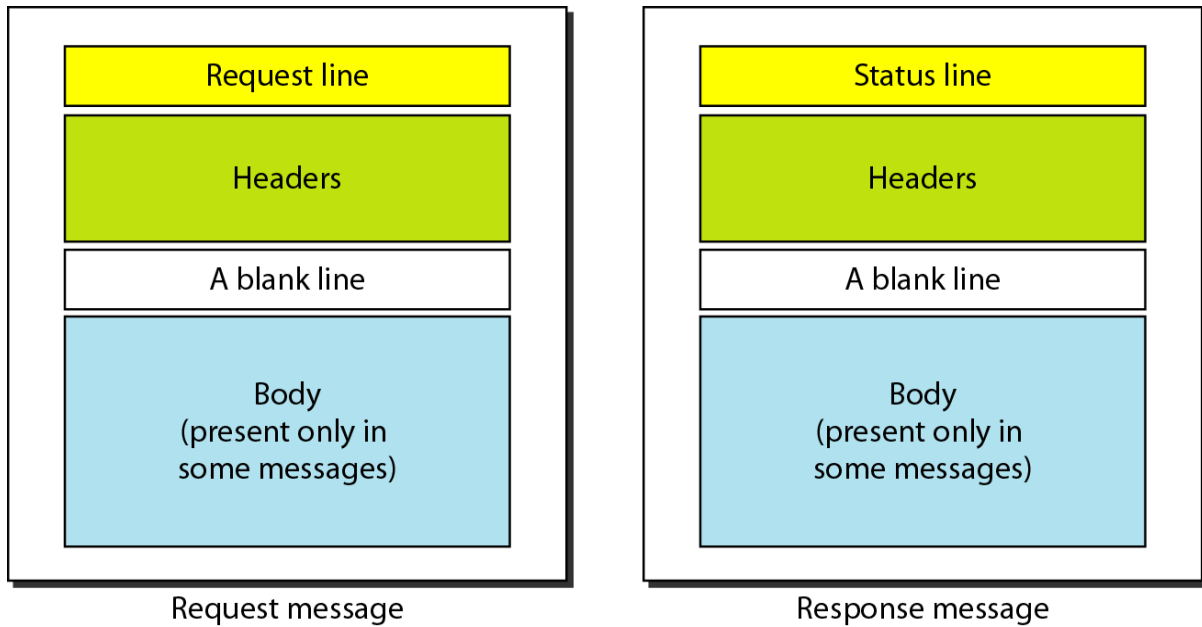 Request line
Headers
A blank line
Body
(present only in
some messages)
Request message
Status line
Headers
A blank line
Body
(present only in
some messages)
Response message